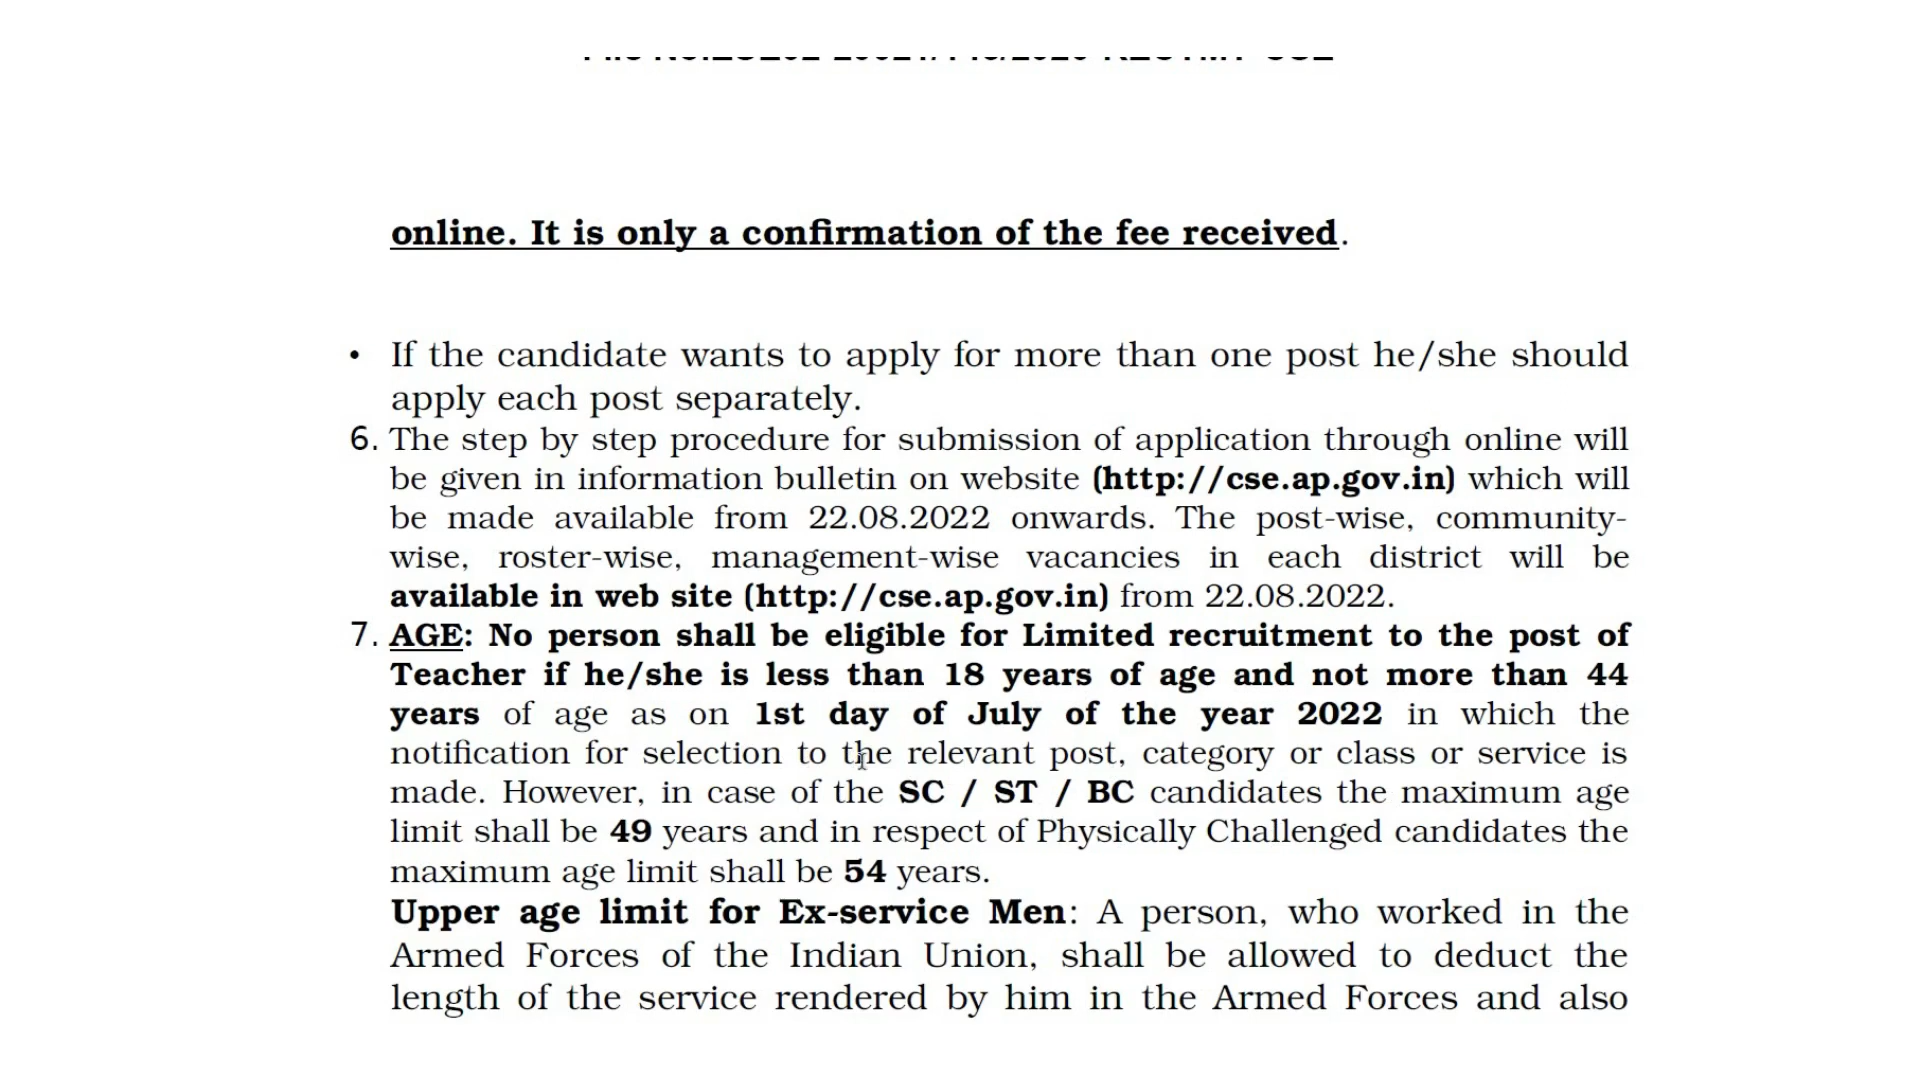 online. It is only a confirmation of the fee received.
• If the candidate wants to apply for more than one post he/she should
apply each post separately.
6. The step by step procedure for submission of application through online will
be given in information bulletin on website (http://cse.ap.gov.in) which will
be made available from 22.08.2022 onwards. The post-wise, community-
wise, roster-wise, management-wise vacancies in each district will be
available in web site (http://cse.ap.gov.in) from 22.08.2022.
7. AGE: No person shall be eligible for Limited recruitment to the post of
Teacher if he/she is less than 18 years of age and not more than 44
years of age as on 1st day of July of the year 2022 in which the
notification for selection to the relevant post, category or class or service is
made. However, in case of the SC / ST / BC candidates the maximum age
limit shall be 49 years and in respect of Physically Challenged candidates the
maximum age limit shall be 54 years.
Upper age limit for Ex-service Men: A person, who worked in the
Armed Forces of the Indian Union, shall be allowed to deduct the
length of the service rendered by him in the Armed Forces and also